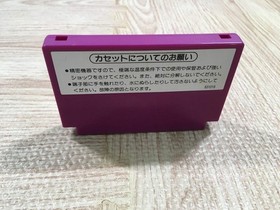 カセットについてのお願い
●精密機器ですので、極端な温度条件下での使用や保管および強い
ショックを避けてください。また、絶対に分解しないでください。
●端子部に手を触れたり、水にぬらしたりして汚さないようにして
ください。故障の原因となります。